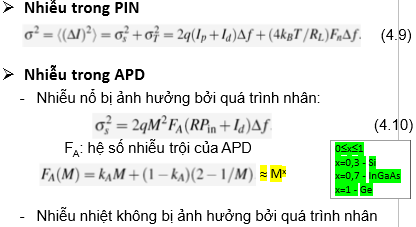 ➢ Nhiễu trong PIN
σ² = ⟨(ΔI)²⟩ = σ_s² + σ_T² = 2q(I_p + I_d)Δf + (4k_BT/R_L)F_nΔf. (4.9)
➢ Nhiễu trong APD
- Nhiễu nổ bị ảnh hưởng bởi quá trình nhân:
σ_s² = 2qM²F_A(RP_in + I_d)Δf. (4.10)
F_A: hệ số nhiễu trội của APD
F_A(M) = k_AM + (1 − k_A)(2 − 1/M) ≈ Mˣ
0≤x≤1
x=0,3 - Si
x=0,7 - InGaAs
x=1 - Ge
- Nhiễu nhiệt không bị ảnh hưởng bởi quá trình nhân